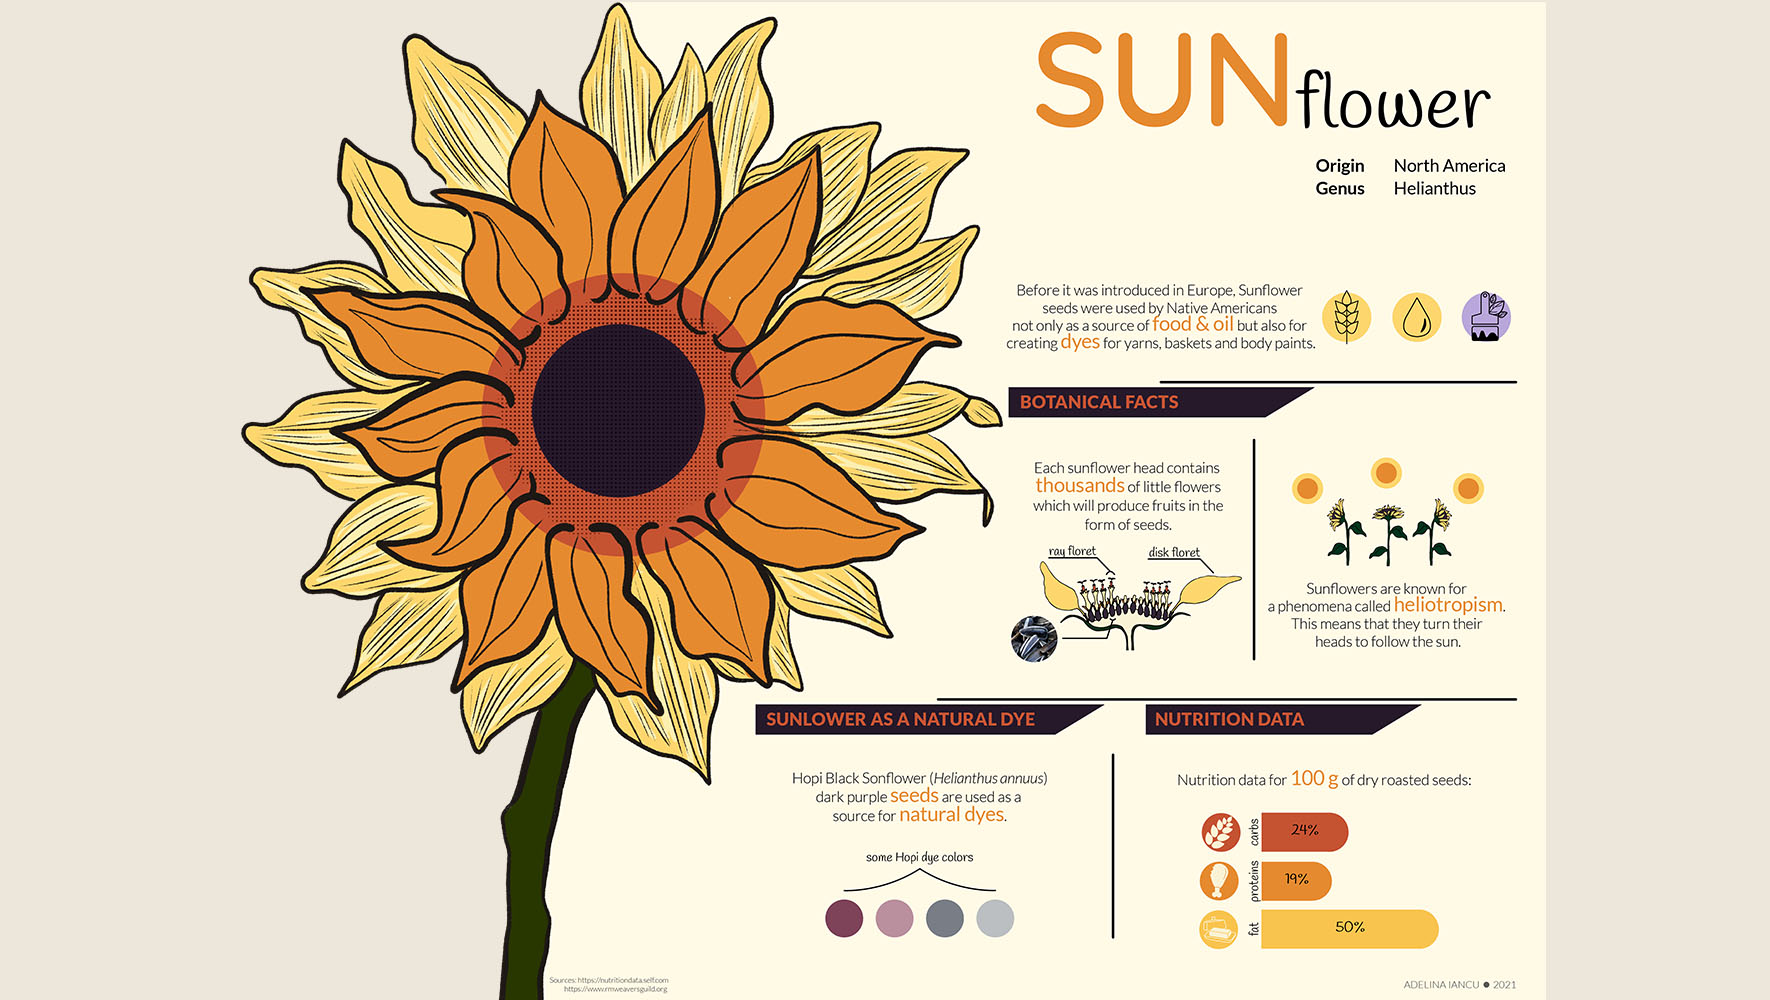 SUNflower
Origin North America
Genus Helianthus
Before it was introduced in Europe, Sunflower
seeds were used by Native Americans
not only as a source of food & oil but also for
creating dyes for yarns, baskets and body paints.
BOTANICAL FACTS
Each sunflower head contains
thousands of little flowers
which will produce fruits in the
form of seeds.
ray floret
disk floret
Sunflowers are known for
a phenomena called heliotropism.
This means that they turn their
heads to follow the sun.
SUNLOWER AS A NATURAL DYE
Hopi Black Sonflower (Helianthus annuus)
dark purple seeds are used as a
source for natural dyes.
some Hopi dye colors
NUTRITION DATA
Nutrition data for 100 g of dry roasted seeds:
carbs 24%
proteins 19%
fat 50%
Sources: https://nutritiondata.self.com
https://www.rmweaversguild.org
ADELINA IANCU ● 2021